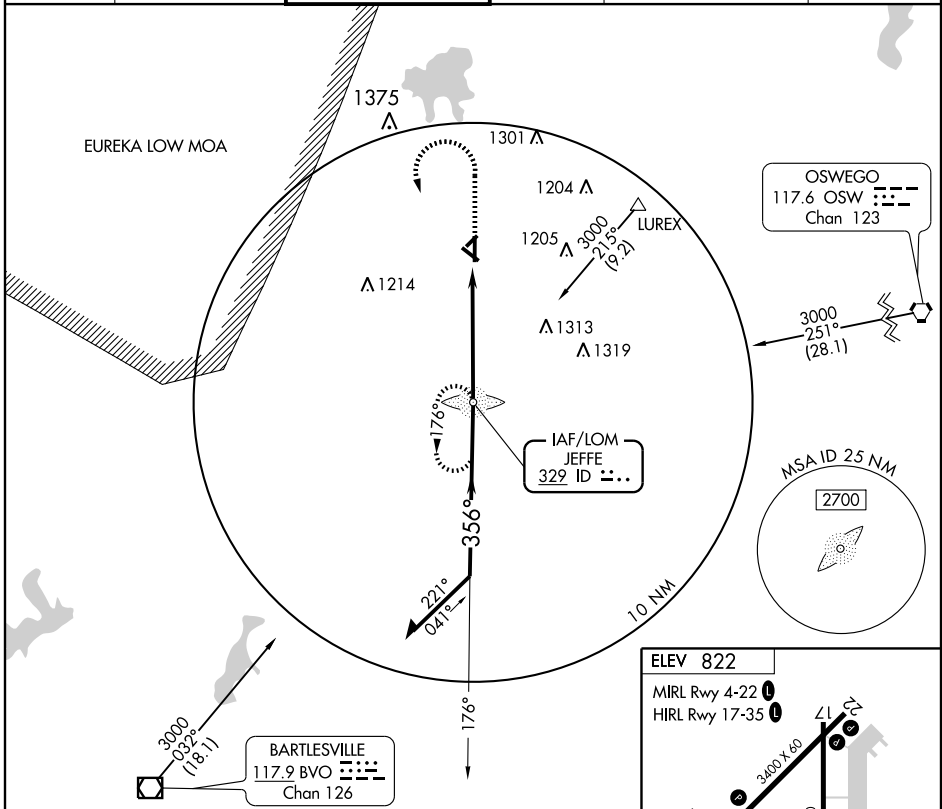 1375
EUREKA LOW MOA
1301
1204
OSWEGO
117.6 OSW
Chan 123
LUREX
1205
3000
215°
(9.2)
1214
3000
251°
(28.1)
1313
1319
176°
IAF/LOM
JEFFE
329 ID
MSA ID 25 NM
2700
356°
221°
041°
10 NM
ELEV 822
MIRL Rwy 4-22 L
HIRL Rwy 17-35 L
17
22
P
P
3400 X 60
P
176°
3000
032°
(18.1)
BARTLESVILLE
117.9 BVO
Chan 126